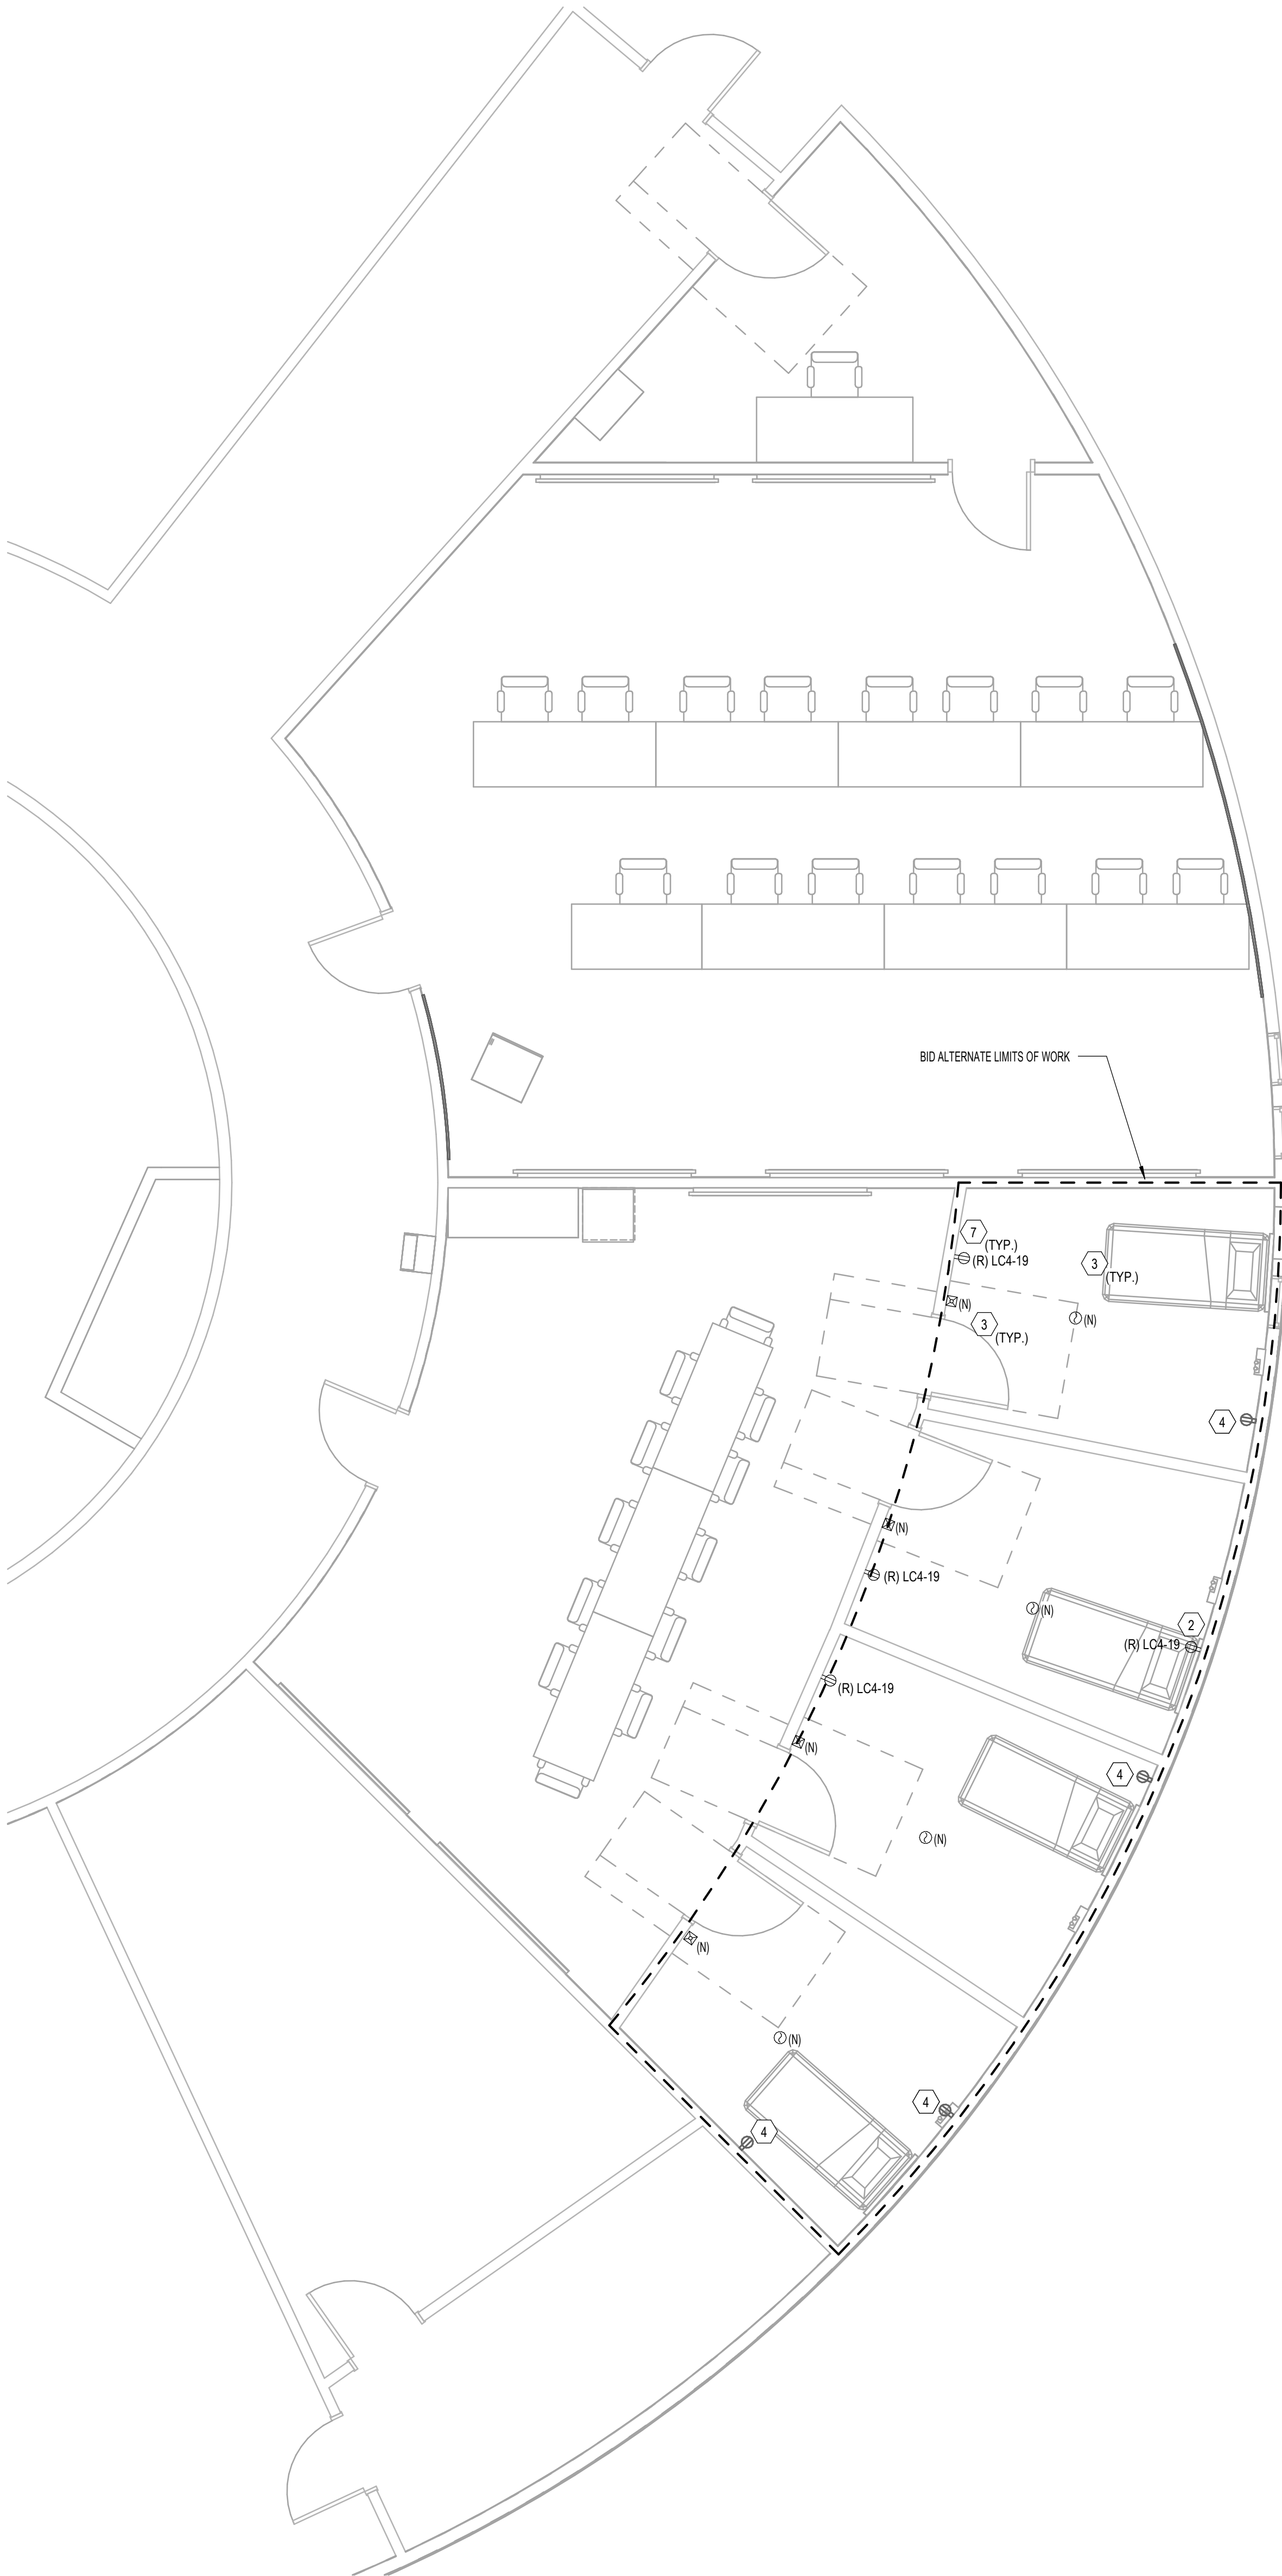 BID ALTERNATE LIMITS OF WORK
7
(TYP.)
(R) LC4-19
3
(TYP.)
(N)
(N)
3
(TYP.)
4
(N)
(R) LC4-19
(N)
2
(R) LC4-19
(R) LC4-19
(N)
4
(N)
(N)
(N)
4
4